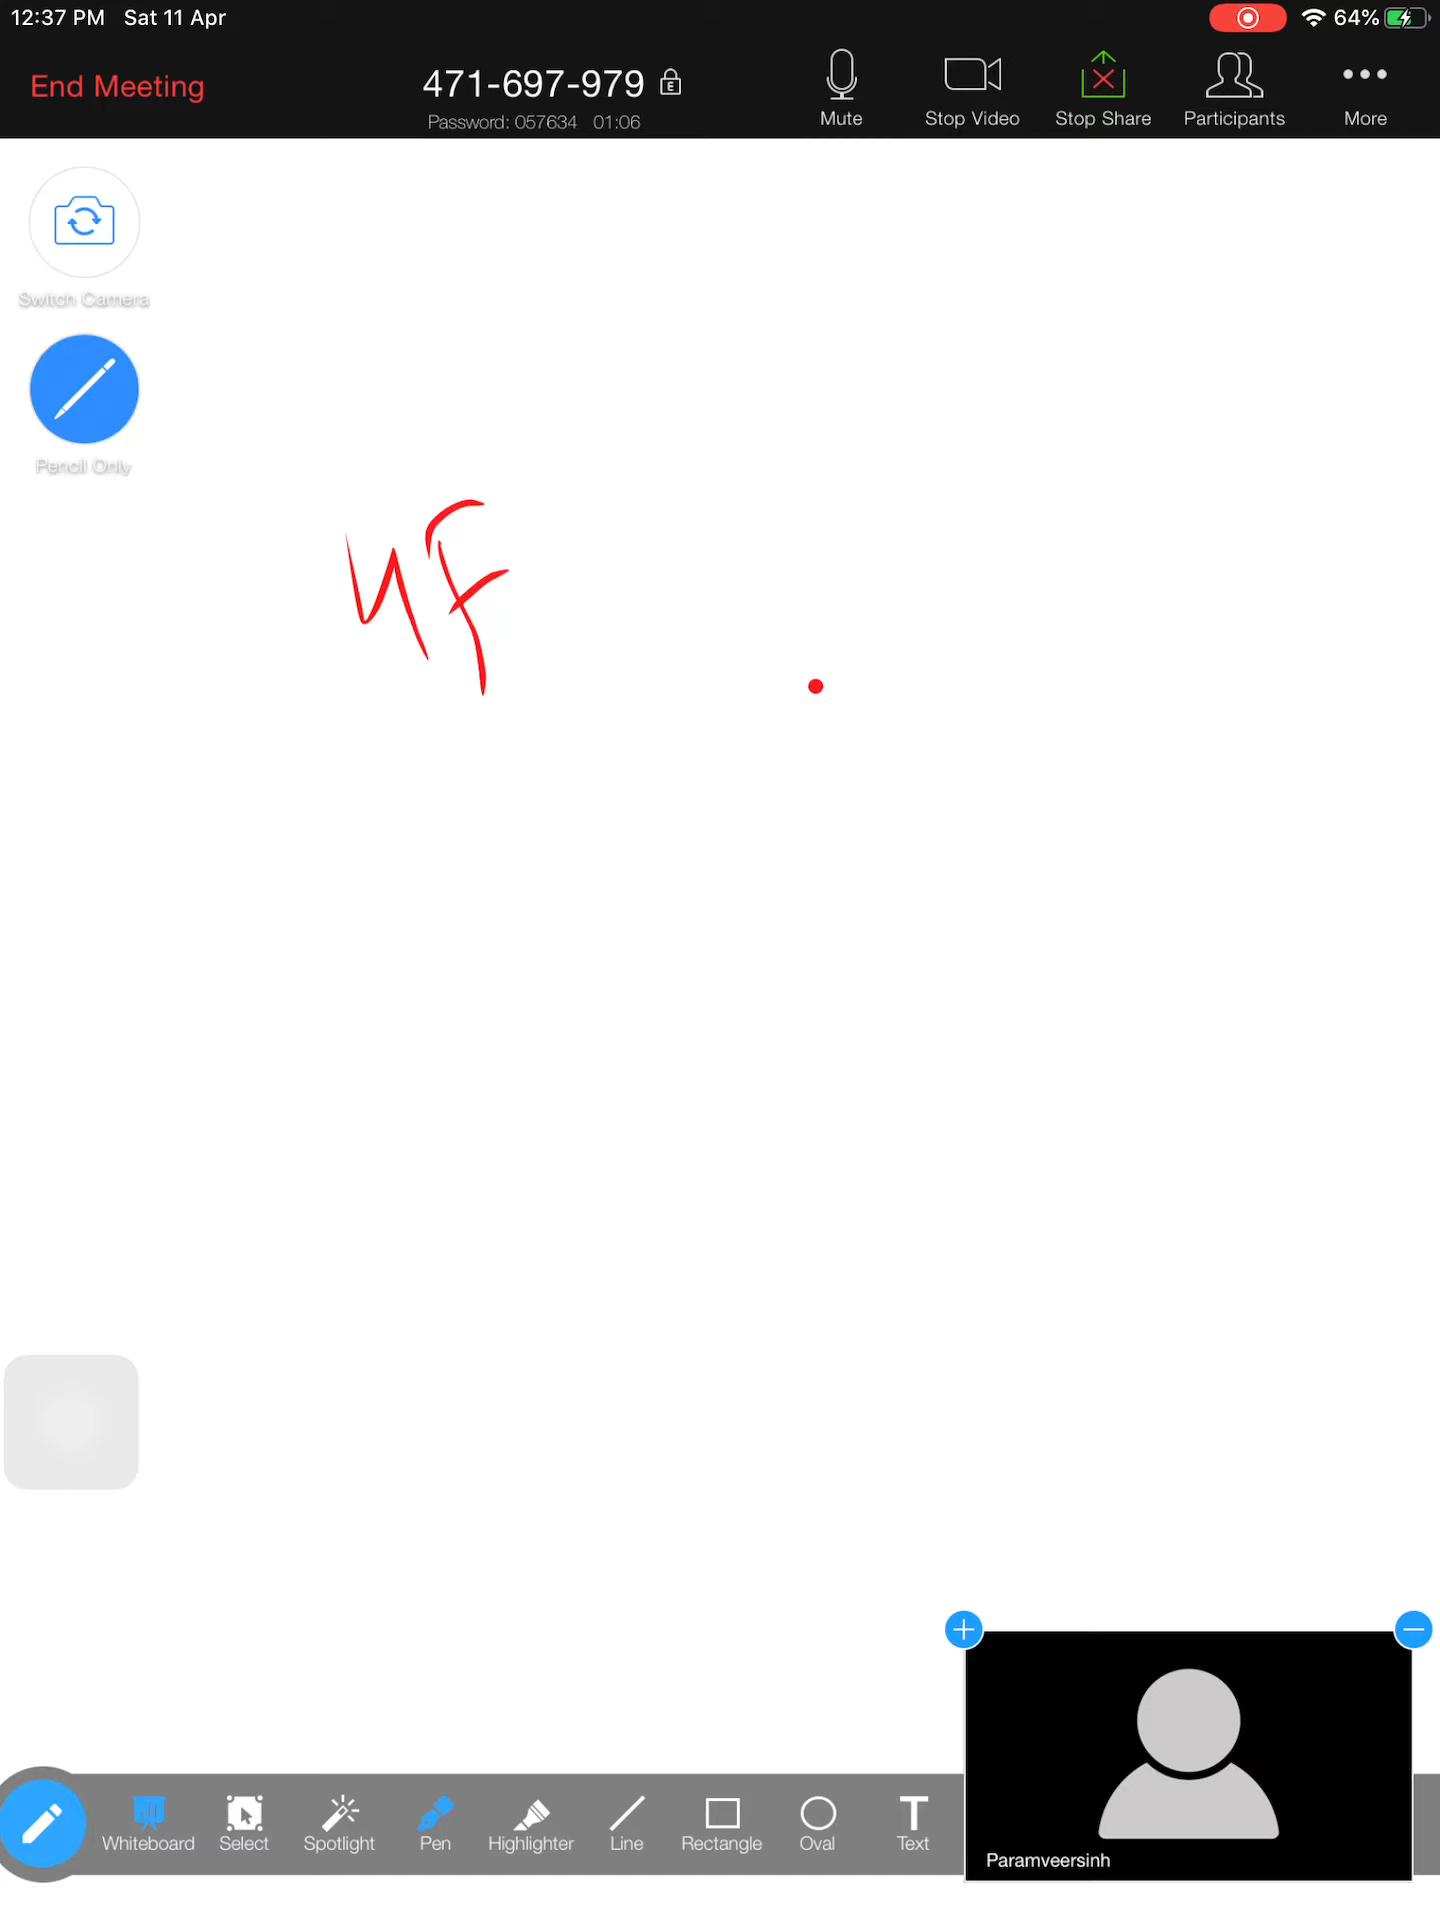 12:37 PM Sat 11 Apr 64%
End Meeting 471-697-979 Mute Stop Video Stop Share Participants More
Password: 057634 01:06
Switch Camera
Pencil Only
Whiteboard Select Spotlight Pen Highlighter Line Rectangle Oval Text
Paramveersinh